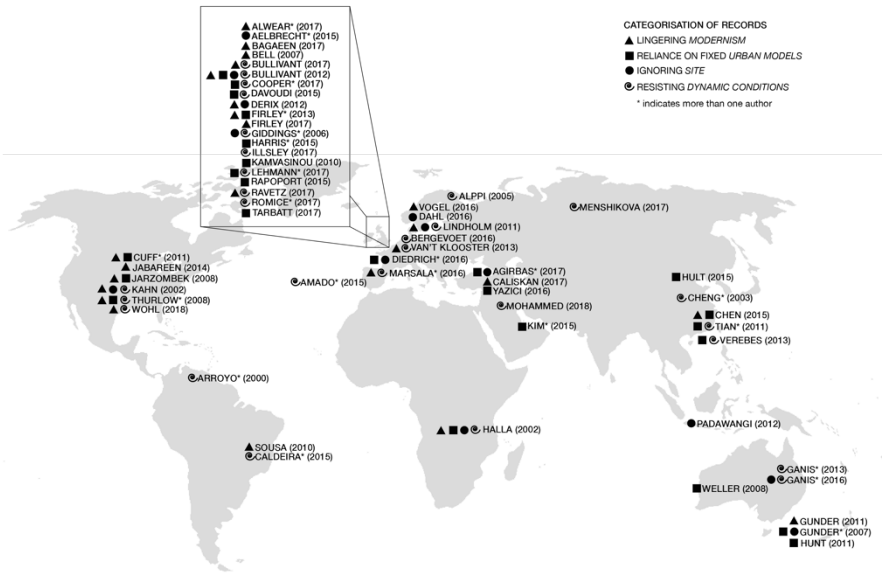 CATEGORISATION OF RECORDS
LINGERING MODERNISM
RELIANCE ON FIXED URBAN MODELS
IGNORING SITE
RESISTING DYNAMIC CONDITIONS
* indicates more than one author
ALWEAR* (2017)
AELBRECHT* (2015)
BAGAEEN (2017)
BELL (2007)
BULLIVANT (2017)
BULLIVANT (2012)
COOPER* (2017)
DAVOUDI (2015)
DERIX (2012)
FIRLEY* (2013)
FIRLEY (2017)
GIDDINGS* (2006)
HARRIS* (2015)
ILLSLEY (2017)
KAMVASINOU (2010)
LEHMANN* (2017)
RAPOPORT (2015)
RAVETZ (2017)
ROMICE* (2017)
TARBATT (2017)
ALPPI (2005)
VOGEL (2016)
DAHL (2016)
LINDHOLM (2011)
BERGEVOET (2016)
VAN'T KLOOSTER (2013)
DIEDRICH* (2016)
MARSALA* (2016)
AMADO* (2015)
MENSHIKOVA (2017)
AGIRBAS* (2017)
CALISKAN (2017)
YAZICI (2016)
MOHAMMED (2018)
KIM* (2015)
HULT (2015)
CHENG* (2003)
CHEN (2015)
TIAN* (2011)
VEREBES (2013)
CUFF* (2011)
JABAREEN (2014)
JARZOMBEK (2008)
KAHN (2002)
THURLOW* (2008)
WOHL (2018)
ARROYO* (2000)
SOUSA (2010)
CALDEIRA* (2015)
HALLA (2002)
PADAWANGI (2012)
GANIS* (2013)
GANIS* (2016)
WELLER (2008)
GUNDER (2011)
GUNDER* (2007)
HUNT (2011)